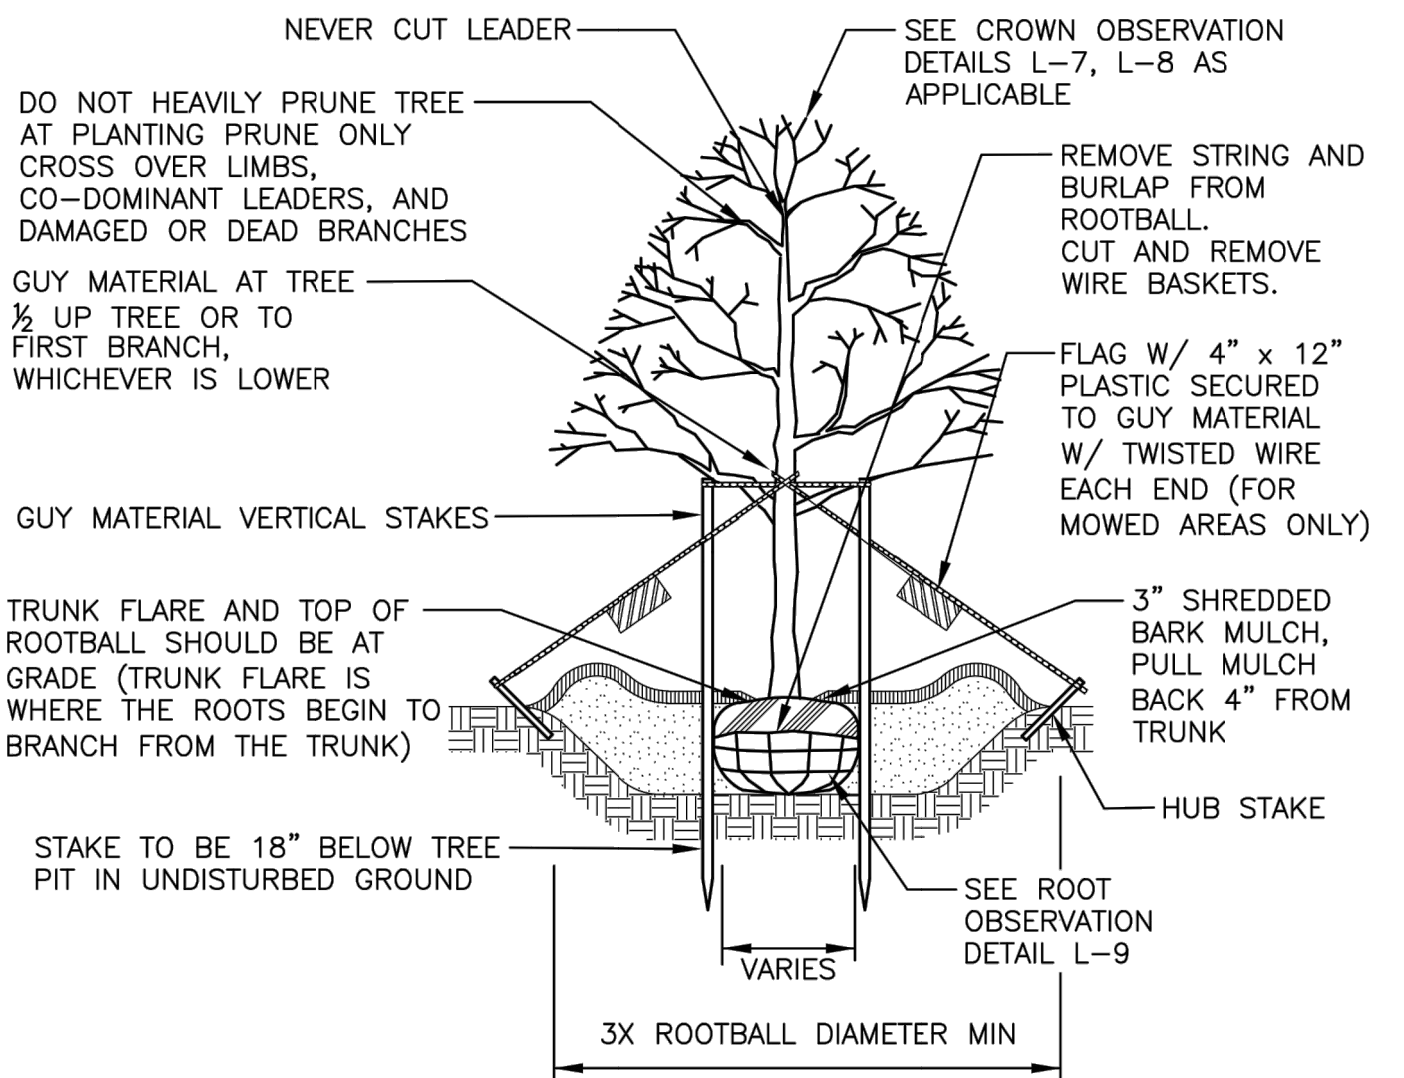 NEVER CUT LEADER
SEE CROWN OBSERVATION
DETAILS L-7, L-8 AS
APPLICABLE
DO NOT HEAVILY PRUNE TREE
AT PLANTING PRUNE ONLY
CROSS OVER LIMBS,
CO-DOMINANT LEADERS, AND
DAMAGED OR DEAD BRANCHES
REMOVE STRING AND
BURLAP FROM
ROOTBALL.
CUT AND REMOVE
WIRE BASKETS.
GUY MATERIAL AT TREE
½ UP TREE OR TO
FIRST BRANCH,
WHICHEVER IS LOWER
FLAG W/ 4" x 12"
PLASTIC SECURED
TO GUY MATERIAL
W/ TWISTED WIRE
EACH END (FOR
MOWED AREAS ONLY)
GUY MATERIAL VERTICAL STAKES
TRUNK FLARE AND TOP OF
ROOTBALL SHOULD BE AT
GRADE (TRUNK FLARE IS
WHERE THE ROOTS BEGIN TO
BRANCH FROM THE TRUNK)
3" SHREDDED
BARK MULCH,
PULL MULCH
BACK 4" FROM
TRUNK
HUB STAKE
STAKE TO BE 18" BELOW TREE
PIT IN UNDISTURBED GROUND
SEE ROOT
OBSERVATION
DETAIL L-9
VARIES
3X ROOTBALL DIAMETER MIN